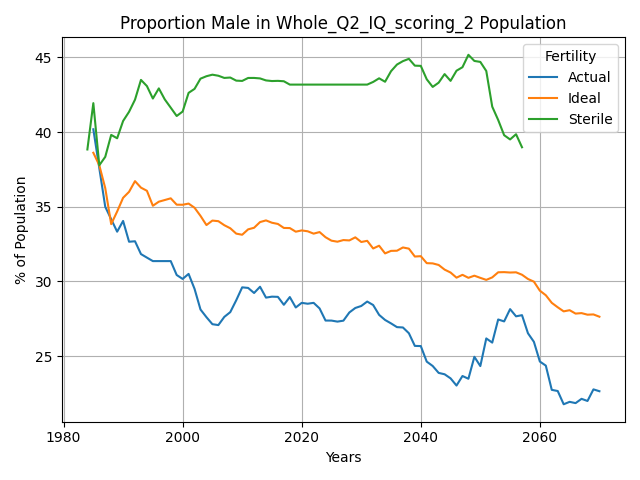 Proportion Male in Whole_Q2_IQ_scoring_2 Population
Fertility
Actual
Ideal
Sterile
% of Population
45
40
35
30
25
1980
2000
2020
2040
2060
Years